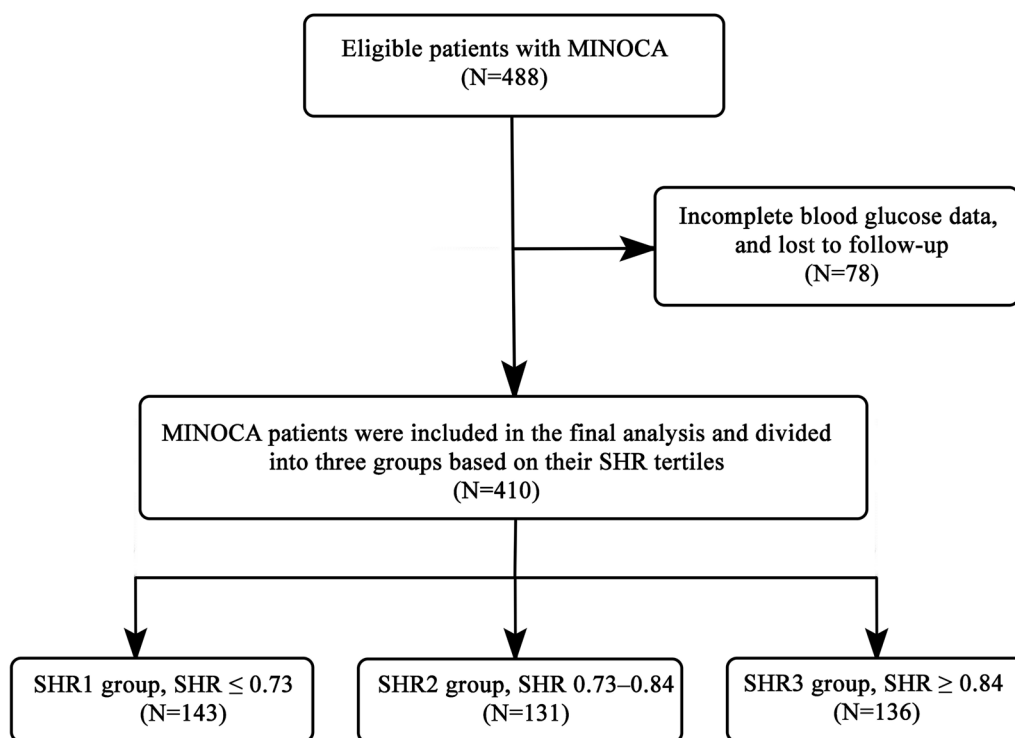 Eligible patients with MINOCA
(N=488)
Incomplete blood glucose data,
and lost to follow-up
(N=78)
MINOCA patients were included in the final analysis and divided
into three groups based on their SHR tertiles
(N=410)
SHR1 group, SHR ≤ 0.73
(N=143)
SHR2 group, SHR 0.73–0.84
(N=131)
SHR3 group, SHR ≥ 0.84
(N=136)